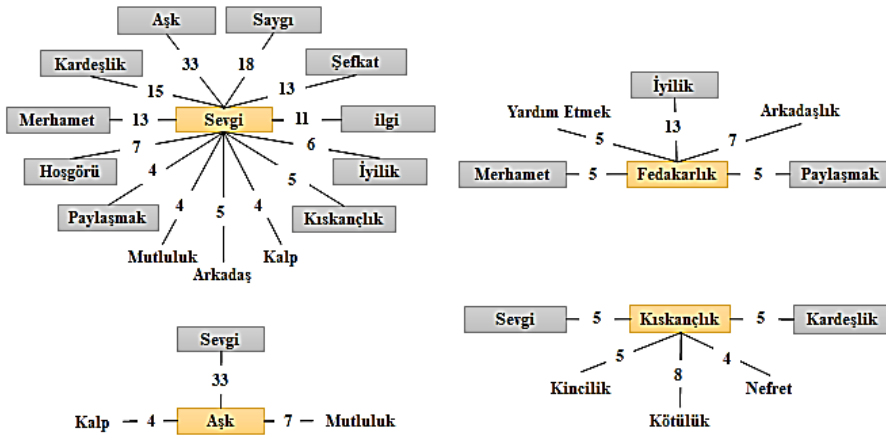 Aşk
Saygı
Kardeşlik
33
18
Şefkat
15
13
Merhamet
13
Sevgi
11
ilgi
7
6
Hoşgörü
4
5
İyilik
Paylaşmak
4
5
4
Kıskançlık
Mutluluk
Arkadaş
Kalp
İyilik
Yardım Etmek
13
Arkadaşlık
5
7
Merhamet
5
Fedakarlık
5
Paylaşmak
Sevgi
33
Kalp
4
Aşk
7
Mutluluk
Sevgi
5
Kıskançlık
5
Kardeşlik
5
8
4
Kincilik
Kötülük
Nefret